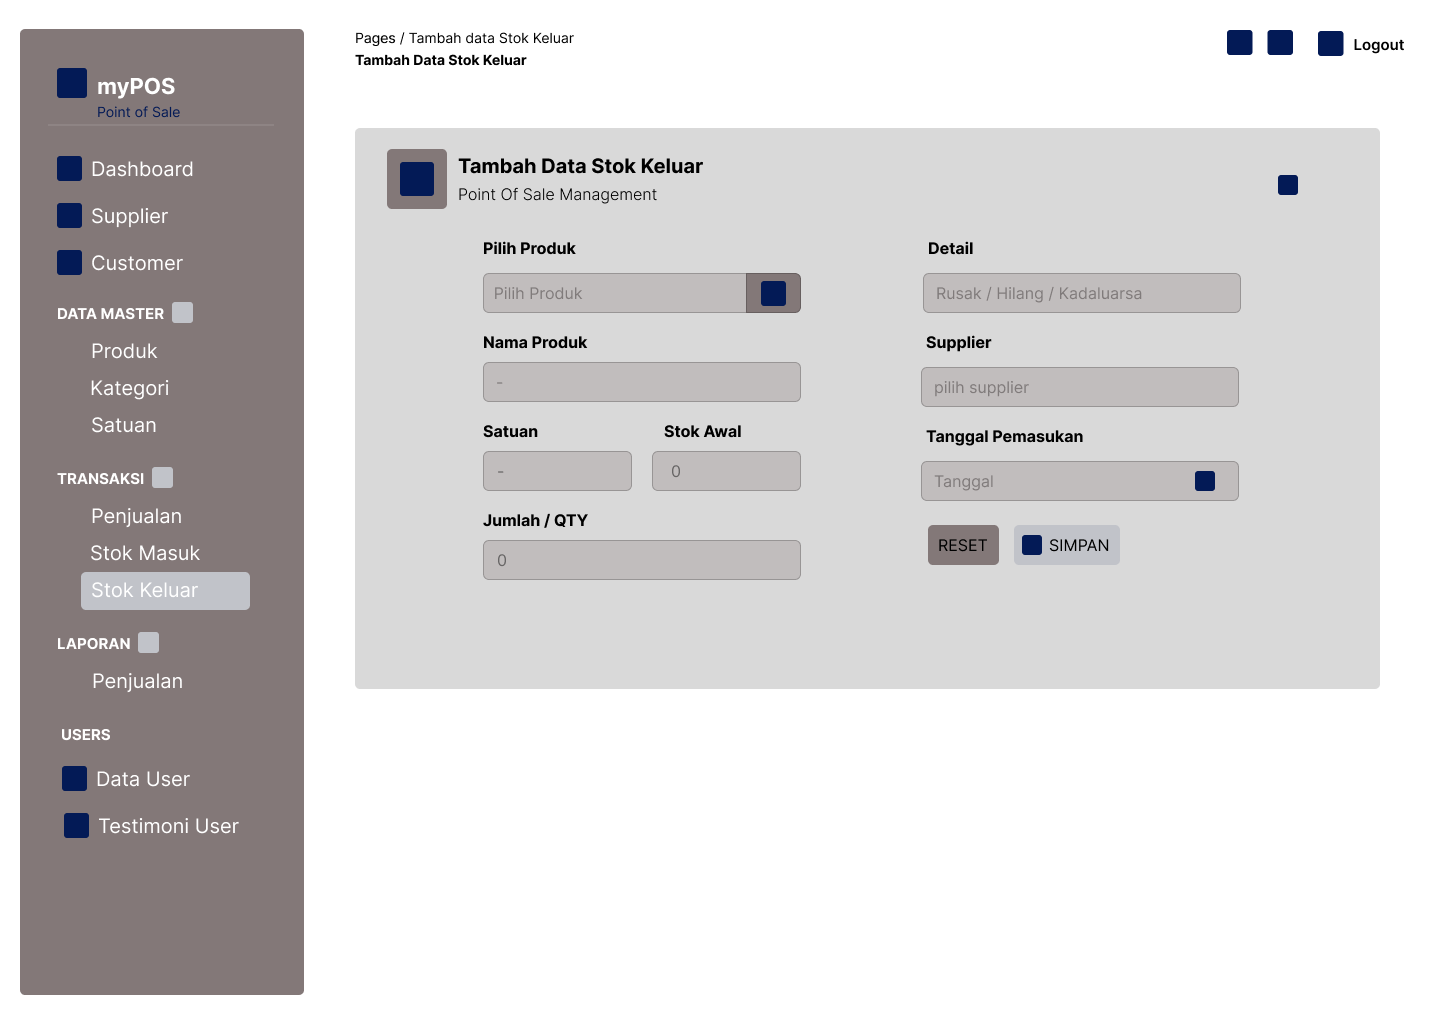 myPOS
Point of Sale
Dashboard
Supplier
Customer
DATA MASTER
Produk
Kategori
Satuan
TRANSAKSI
Penjualan
Stok Masuk
Stok Keluar
LAPORAN
Penjualan
USERS
Data User
Testimoni User
Pages / Tambah data Stok Keluar
Tambah Data Stok Keluar
Logout
Tambah Data Stok Keluar
Point Of Sale Management
Pilih Produk
Pilih Produk
Nama Produk
-
Satuan Stok Awal
- 0
Jumlah / QTY
0
Detail
Rusak / Hilang / Kadaluarsa
Supplier
pilih supplier
Tanggal Pemasukan
Tanggal
RESET SIMPAN